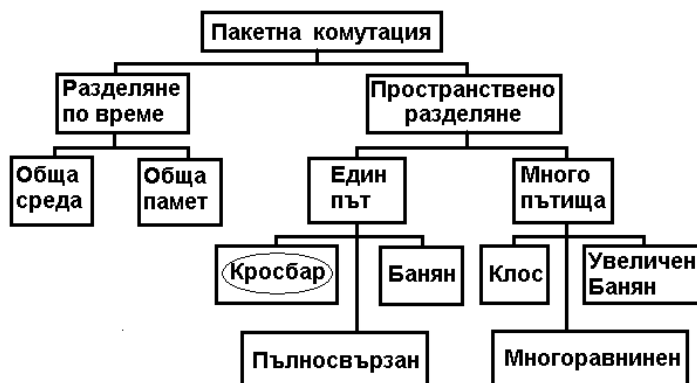 Пакетна комутация
Разделяне
по време
Пространствено
разделяне
Обща
среда
Обща
памет
Един
път
Много
пътища
Кросбар
Банян
Клос
Увеличен
Банян
Пълносвързан
Многоравнинен